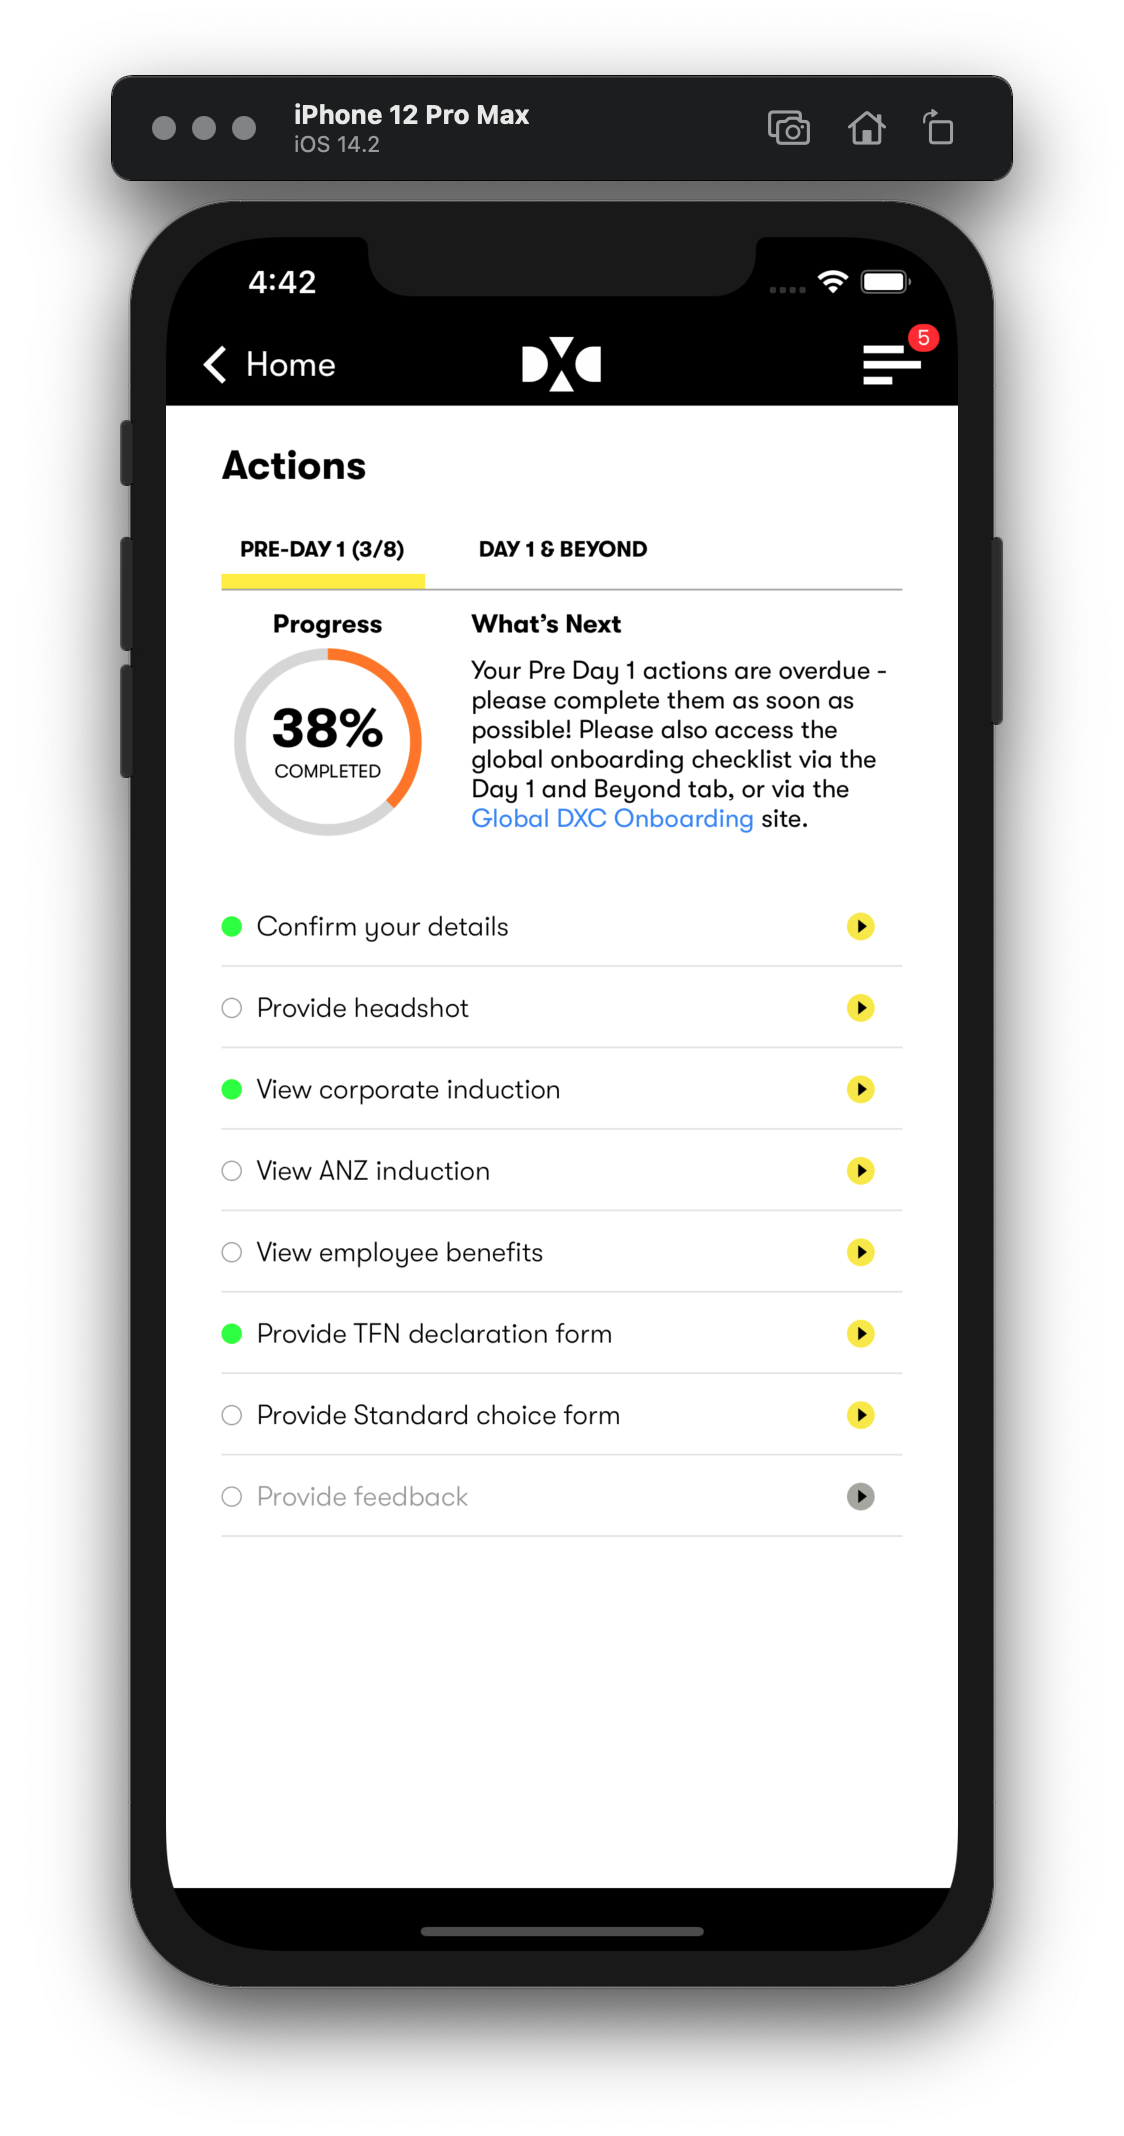 iPhone 12 Pro Max
iOS 14.2
4:42
Home
DXC
5
Actions
PRE-DAY 1 (3/8)
DAY 1 & BEYOND
Progress
38%
COMPLETED
What's Next
Your Pre Day 1 actions are overdue -
please complete them as soon as
possible! Please also access the
global onboarding checklist via the
Day 1 and Beyond tab, or via the
Global DXC Onboarding site.
Confirm your details
Provide headshot
View corporate induction
View ANZ induction
View employee benefits
Provide TFN declaration form
Provide Standard choice form
Provide feedback